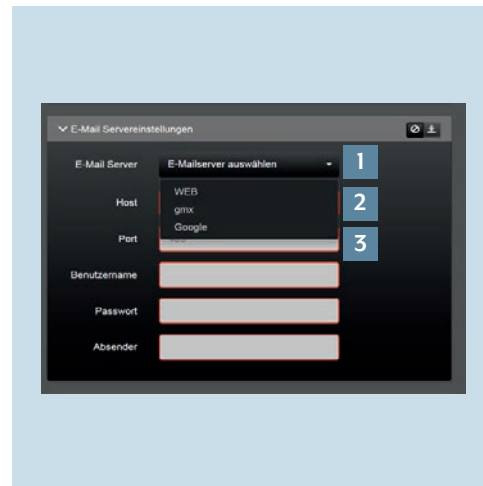 E-Mail Servereinstellungen
E-Mail Server E-Mailserver auswählen 1
WEB
Host 2
gmx
Google
Port 3
Benutzername
Passwort
Absender